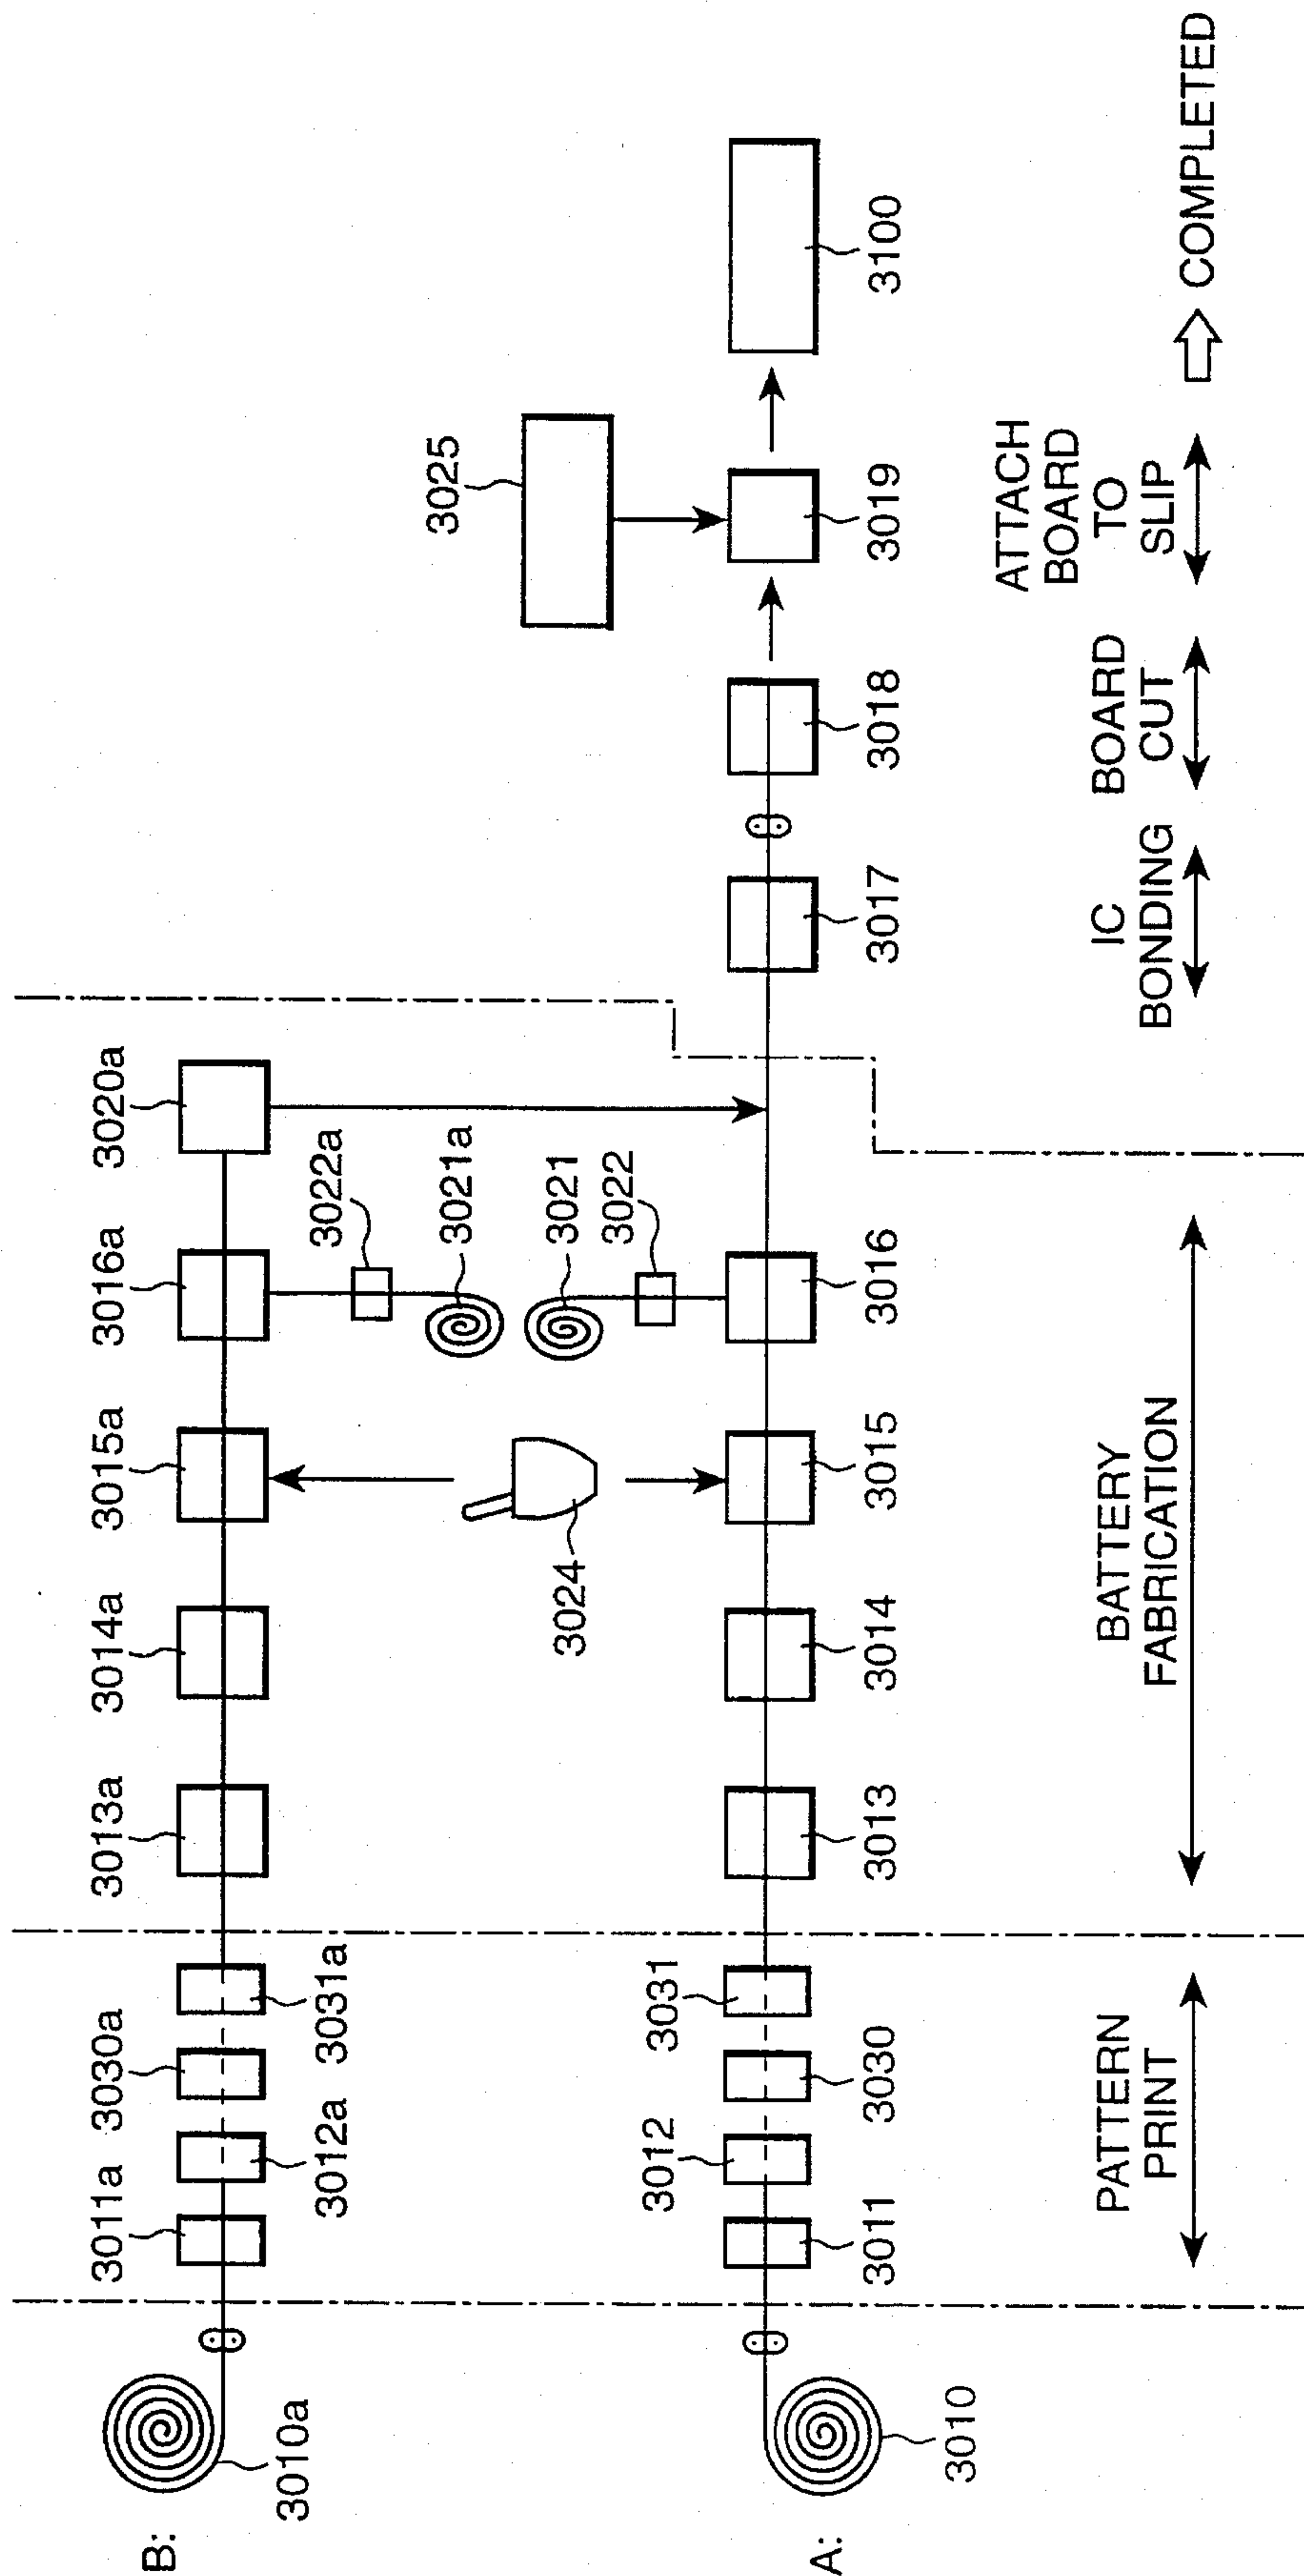 B:
3010a
3011a
3012a
3030a
3031a
3013a
3014a
3015a
3016a
3020a
3022a
3021a
3021
3022
3024
3025
A:
3010
3011
3012
3030
3031
3013
3014
3015
3016
3017
3018
3019
3100
PATTERN
PRINT
BATTERY
FABRICATION
IC
BONDING
BOARD
CUT
ATTACH
BOARD
TO
SLIP
COMPLETED